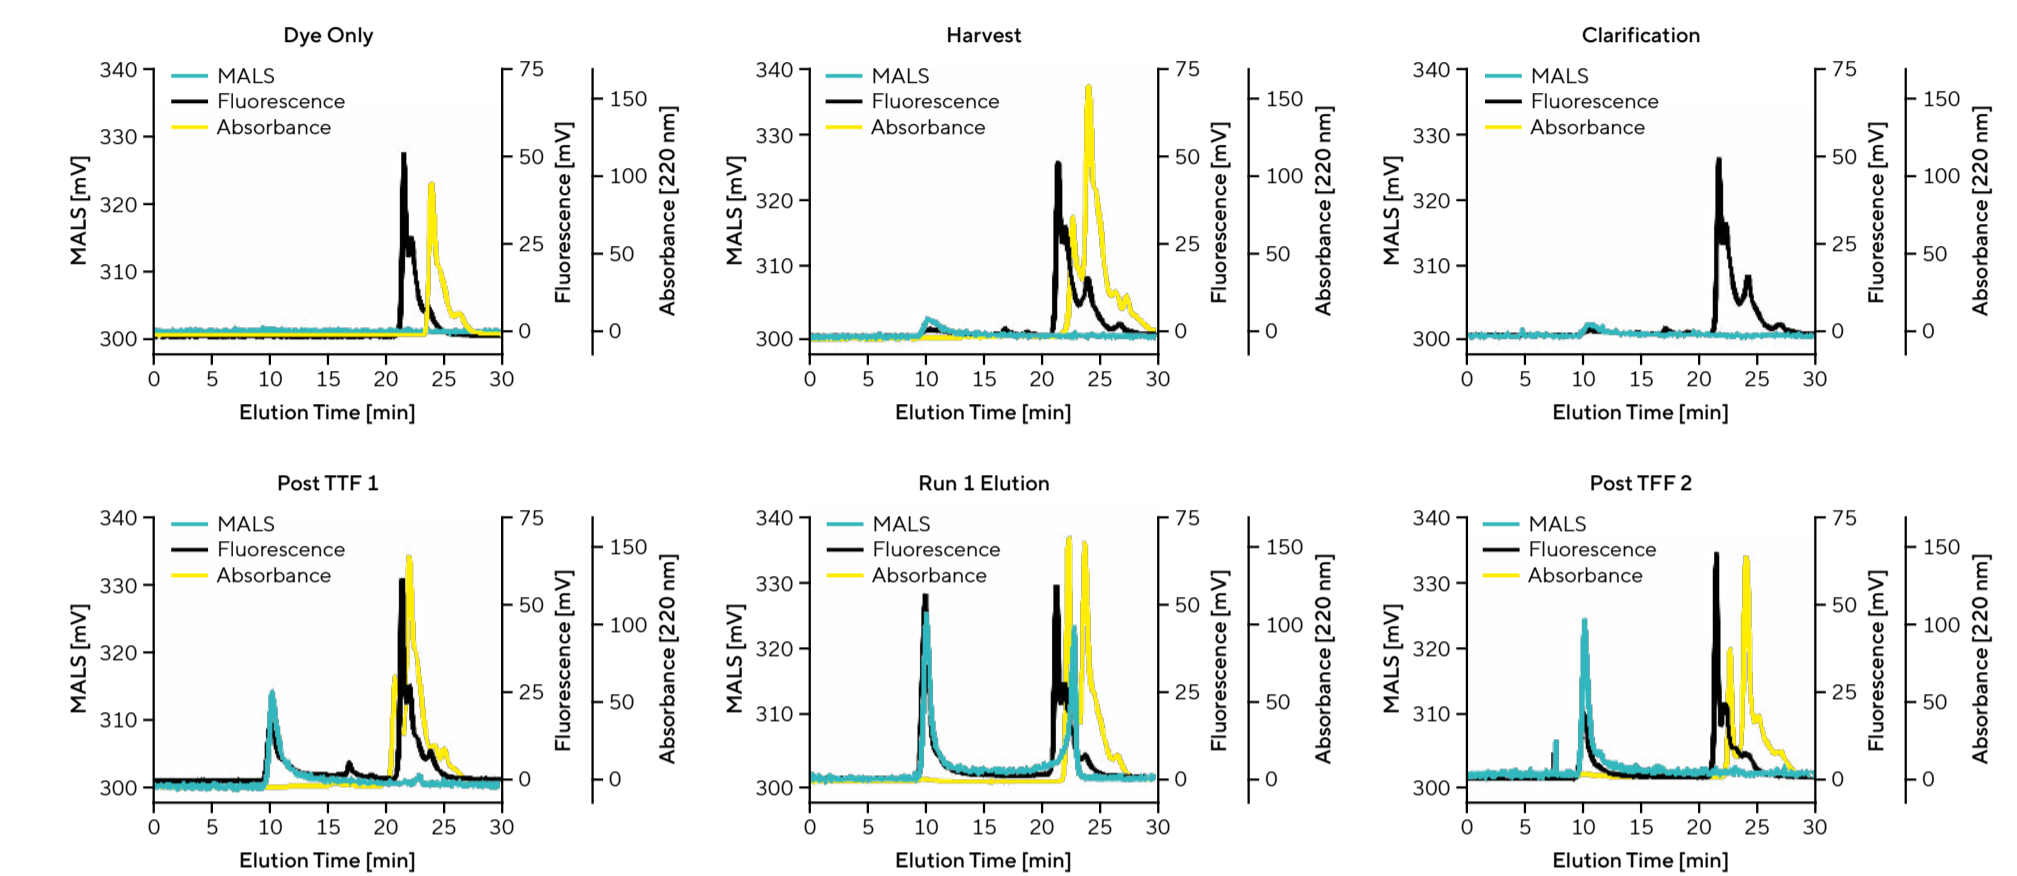 Dye Only
340
330
320
310
300
MALS [mV]
MALS
Fluorescence
Absorbance
75
50
25
0
Fluorescence [mV]
150
100
50
0
Absorbance [220 nm]
0 5 10 15 20 25 30
Elution Time [min]
Harvest
340
330
320
310
300
MALS [mV]
MALS
Fluorescence
Absorbance
75
50
25
0
Fluorescence [mV]
150
100
50
0
Absorbance [220 nm]
0 5 10 15 20 25 30
Elution Time [min]
Clarification
340
330
320
310
300
MALS [mV]
MALS
Fluorescence
Absorbance
75
50
25
0
Fluorescence [mV]
150
100
50
0
Absorbance [220 nm]
0 5 10 15 20 25 30
Elution Time [min]
Post TTF 1
340
330
320
310
300
MALS [mV]
MALS
Fluorescence
Absorbance
75
50
25
0
Fluorescence [mV]
150
100
50
0
Absorbance [220 nm]
0 5 10 15 20 25 30
Elution Time [min]
Run 1 Elution
340
330
320
310
300
MALS [mV]
MALS
Fluorescence
Absorbance
75
50
25
0
Fluorescence [mV]
150
100
50
0
Absorbance [220 nm]
0 5 10 15 20 25 30
Elution Time [min]
Post TFF 2
340
330
320
310
300
MALS [mV]
MALS
Fluorescence
Absorbance
75
50
25
0
Fluorescence [mV]
150
100
50
0
Absorbance [220 nm]
0 5 10 15 20 25 30
Elution Time [min]